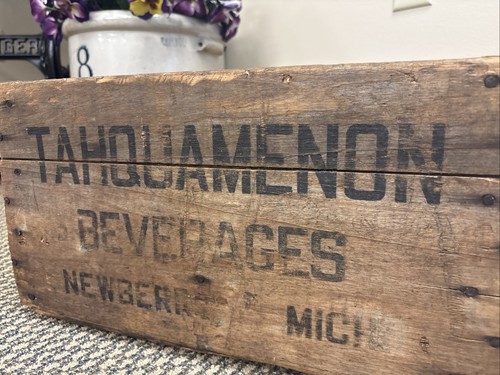 8
TAHQUAMENON
BEVERAGES
NEWBERRY MICH